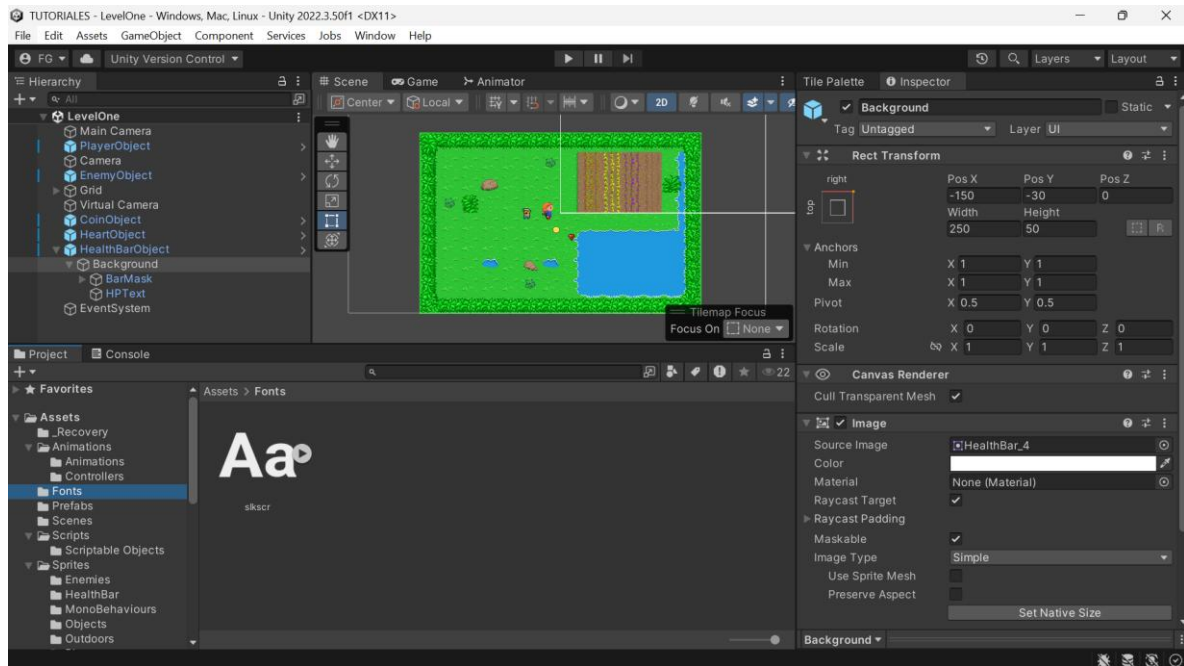 TUTORIALES - LevelOne - Windows, Mac, Linux - Unity 2022.3.50f1 <DX11>
File Edit Assets GameObject Component Services Jobs Window Help
FG Unity Version Control Layers Layout
Hierarchy
All
LevelOne
Main Camera
PlayerObject
Camera
EnemyObject
Grid
Virtual Camera
CoinObject
HeartObject
HealthBarObject
Background
BarMask
HPText
EventSystem
Scene Game Animator
Center Local 2D
Tilemap Focus
Focus On None
Project Console
22
Favorites
Assets
_Recovery
Animations
Animations
Controllers
Fonts
Prefabs
Scenes
Scripts
Scriptable Objects
Sprites
Enemies
HealthBar
MonoBehaviours
Objects
Outdoors
Assets > Fonts
Aa
slkscr
Tile Palette Inspector
Background Static
Tag Untagged Layer UI
Rect Transform
right Pos X Pos Y Pos Z
top -150 -30 0
Width Height
250 50 R
Anchors
Min X 1 Y 1
Max X 1 Y 1
Pivot X 0.5 Y 0.5
Rotation X 0 Y 0 Z 0
Scale X 1 Y 1 Z 1
Canvas Renderer
Cull Transparent Mesh
Image
Source Image HealthBar_4
Color
Material None (Material)
Raycast Target
Raycast Padding
Maskable
Image Type Simple
Use Sprite Mesh
Preserve Aspect
Set Native Size
Background